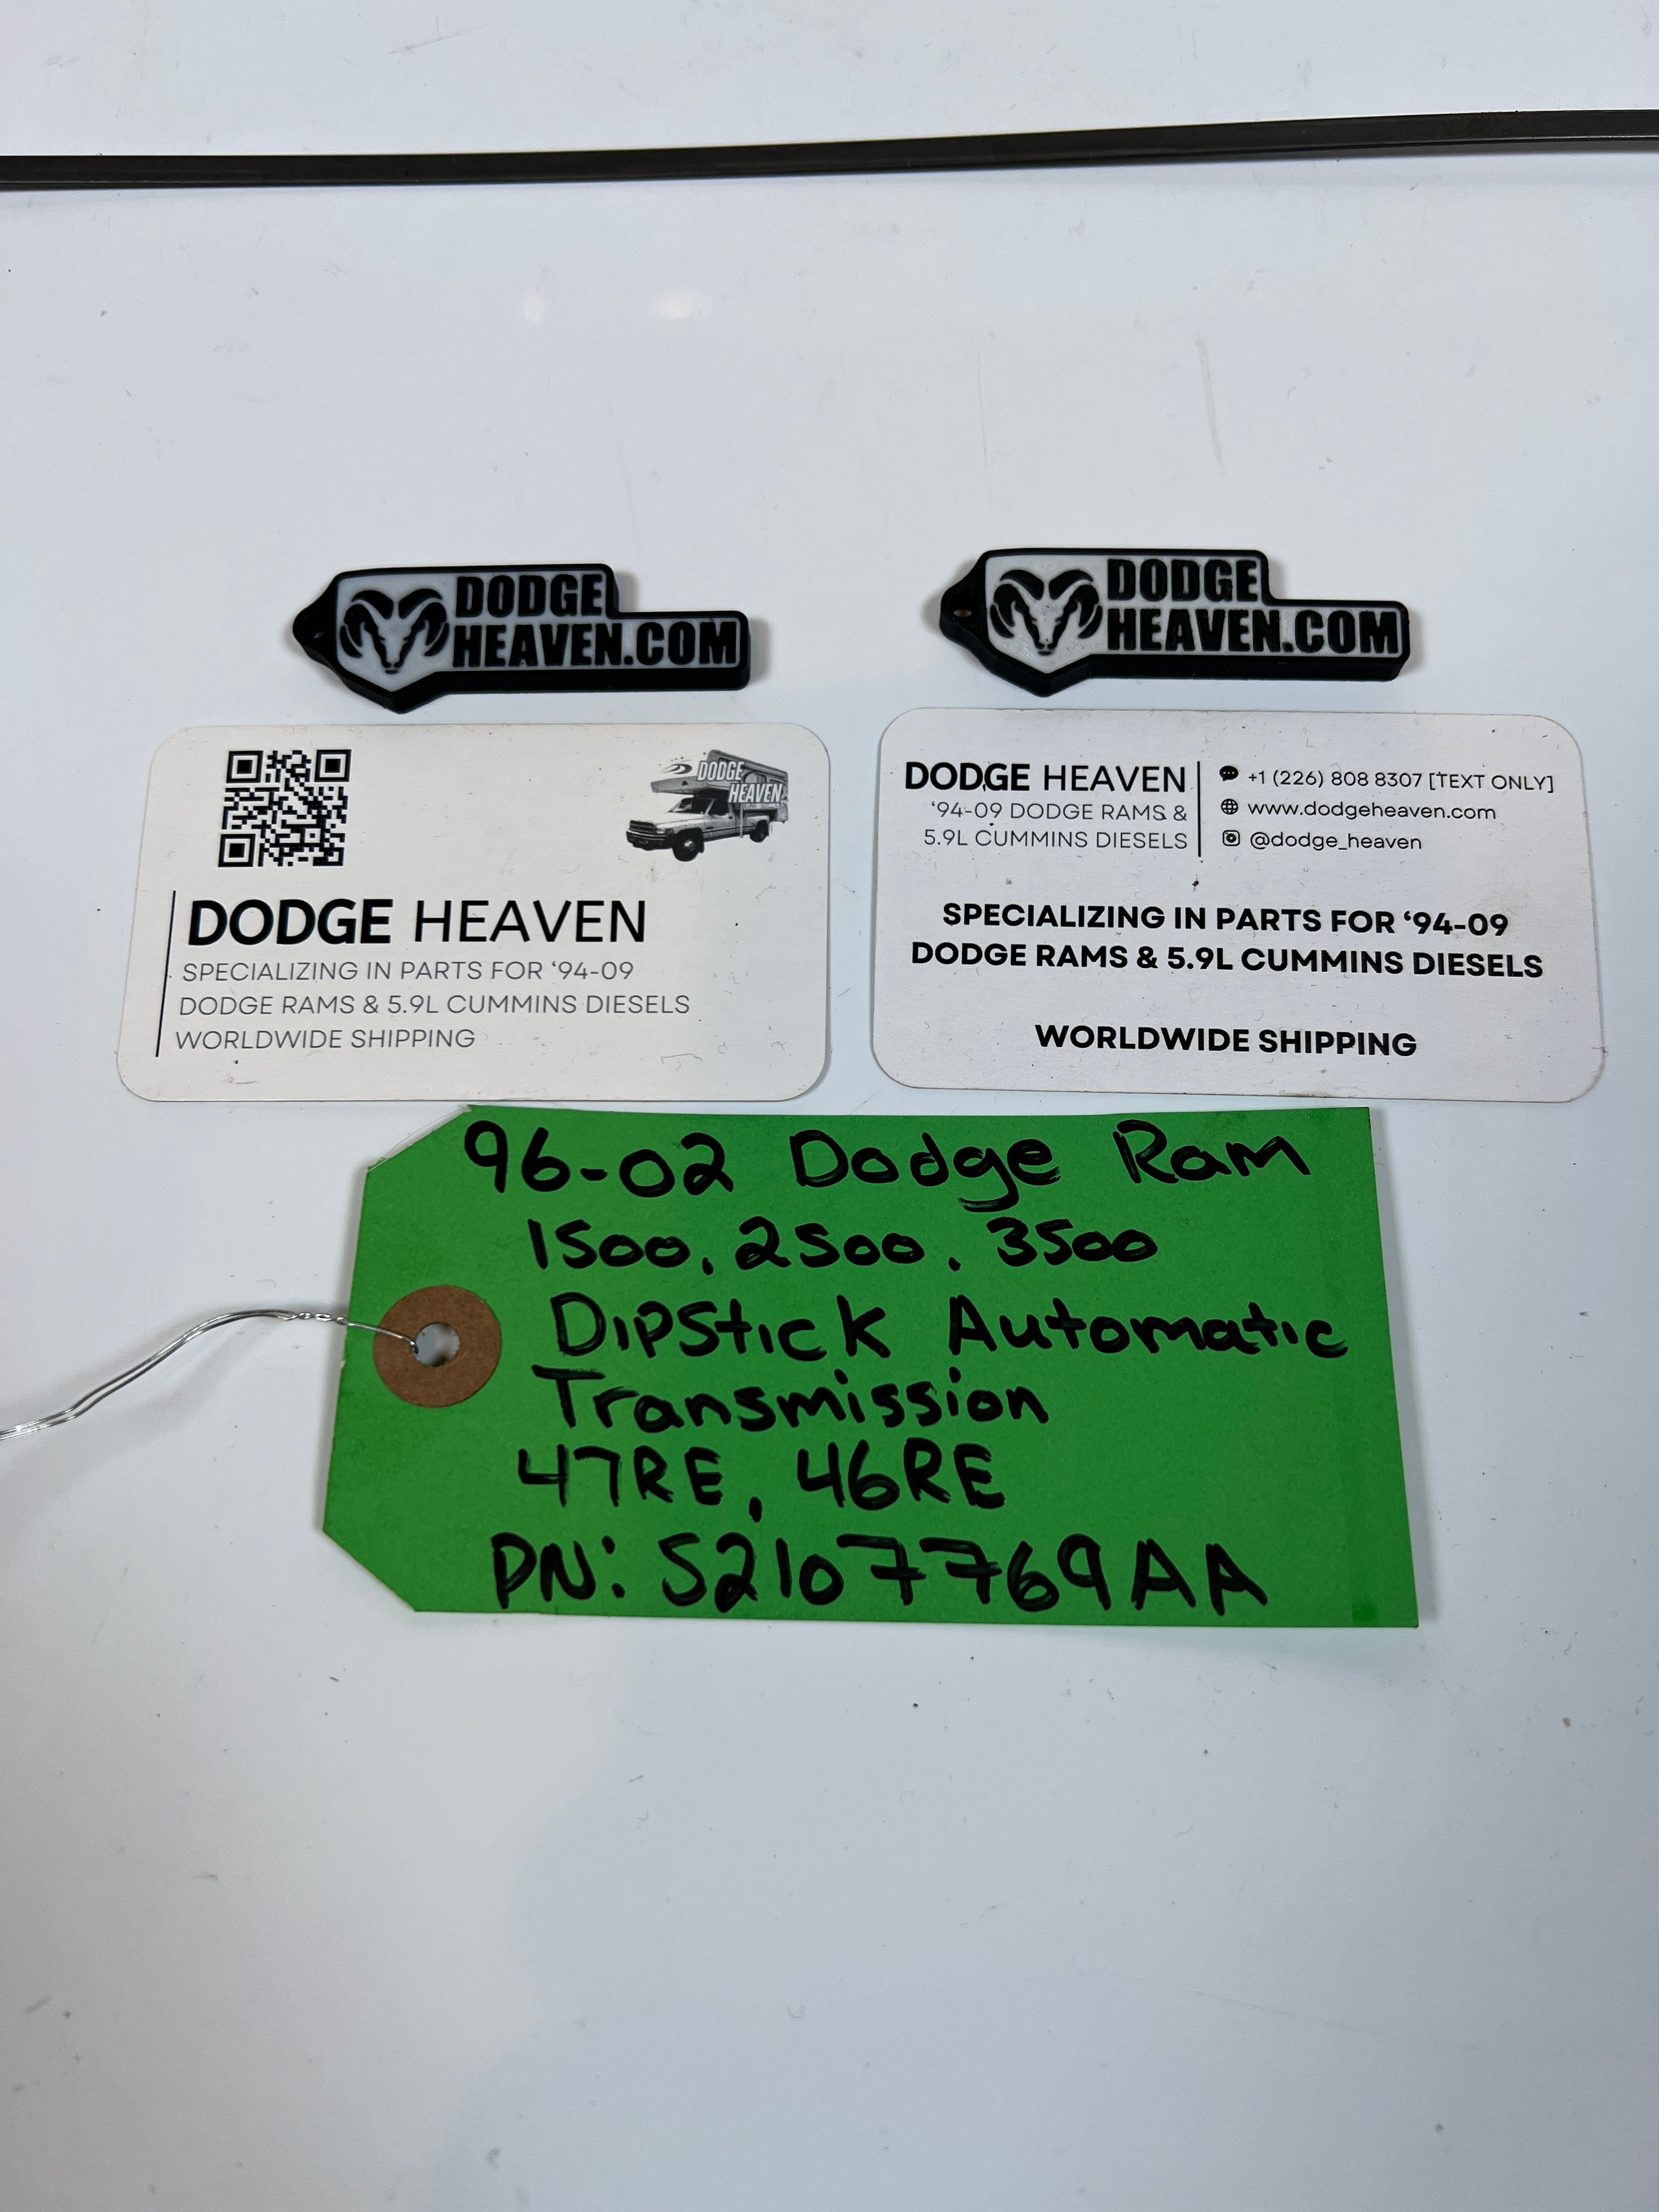 DODGE
HEAVEN.COM
DODGE
HEAVEN.COM
DODGE
HEAVEN
DODGE HEAVEN
SPECIALIZING IN PARTS FOR ‘94-09
DODGE RAMS & 5.9L CUMMINS DIESELS
WORLDWIDE SHIPPING
DODGE HEAVEN
‘94-09 DODGE RAMS &
5.9L CUMMINS DIESELS
+1 (226) 808 8307 [TEXT ONLY]
www.dodgeheaven.com
@dodge_heaven
SPECIALIZING IN PARTS FOR ‘94-09
DODGE RAMS & 5.9L CUMMINS DIESELS
WORLDWIDE SHIPPING
96-02 Dodge Ram
1500, 2500, 3500
Dipstick Automatic
Transmission
47RE, 46RE
PN: 52107769AA